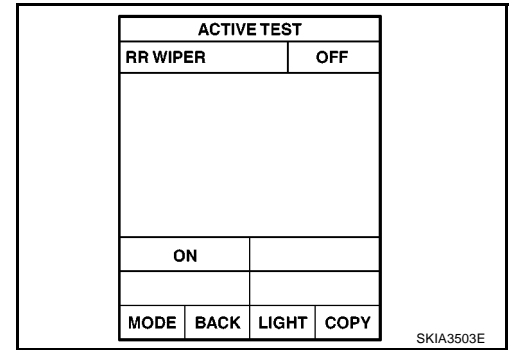 ACTIVE TEST
RR WIPER OFF
ON
MODE BACK LIGHT COPY
SKIA3503E